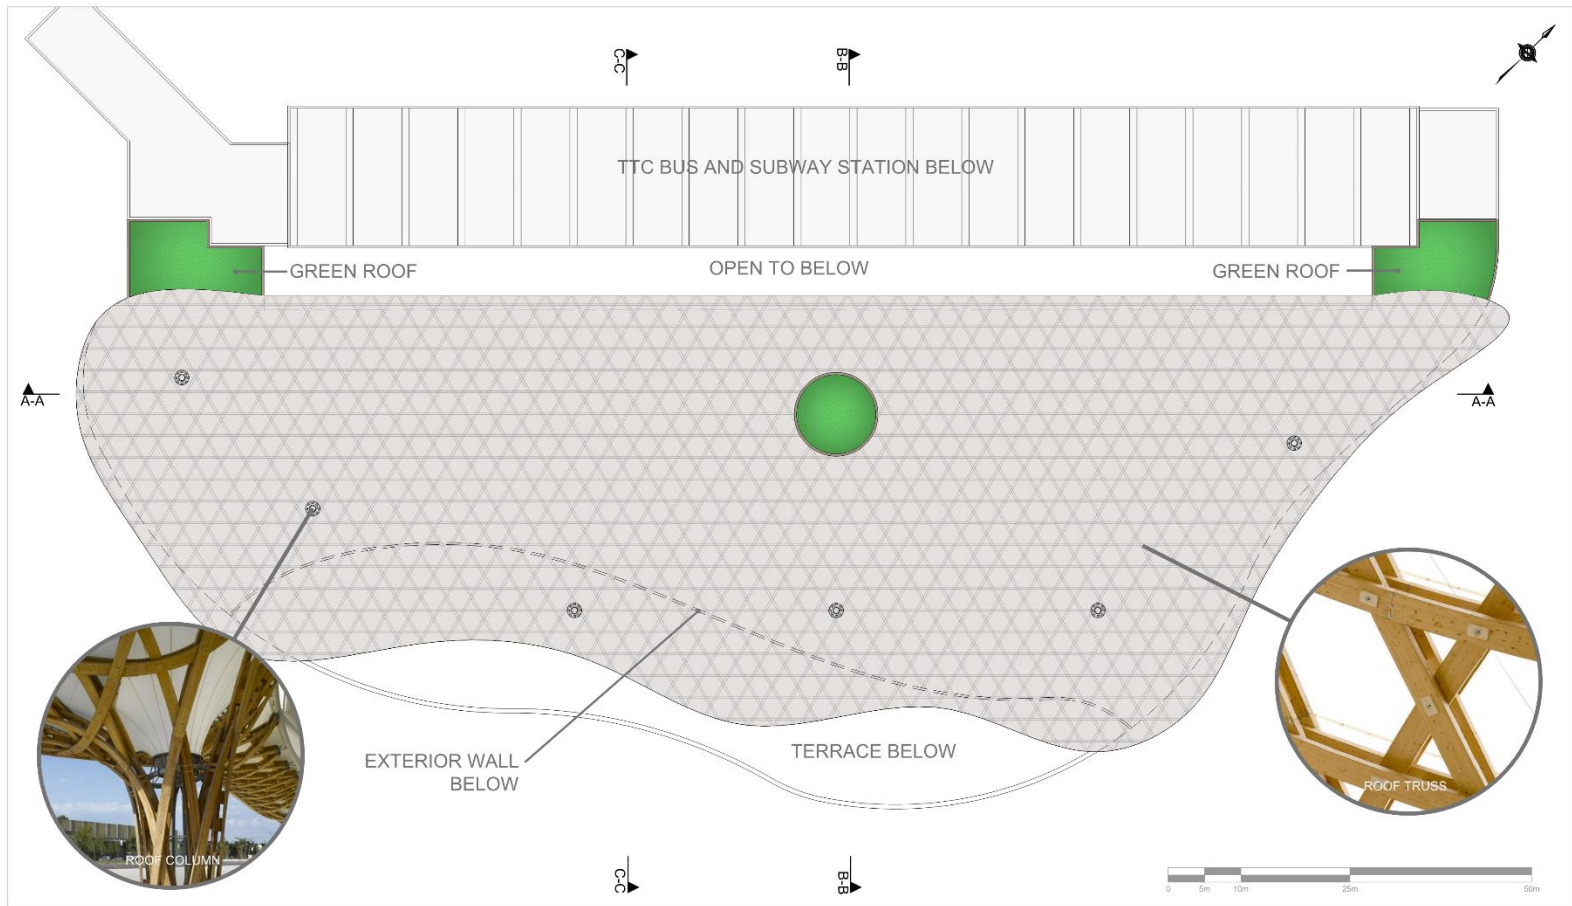 C-C
B-B
TTC BUS AND SUBWAY STATION BELOW
GREEN ROOF
OPEN TO BELOW
GREEN ROOF
A-A
A-A
EXTERIOR WALL
BELOW
TERRACE BELOW
ROOF TRUSS
ROOF COLUMN
C-C
B-B
0
5m
10m
25m
50m